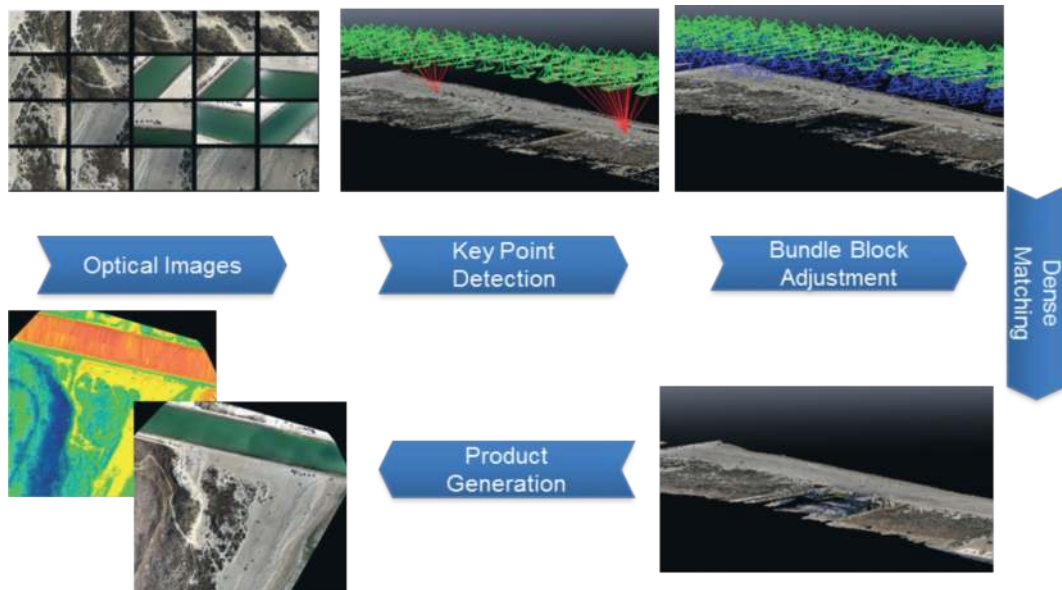 Optical Images
Key Point
Detection
Bundle Block
Adjustment
Dense
Matching
Product
Generation